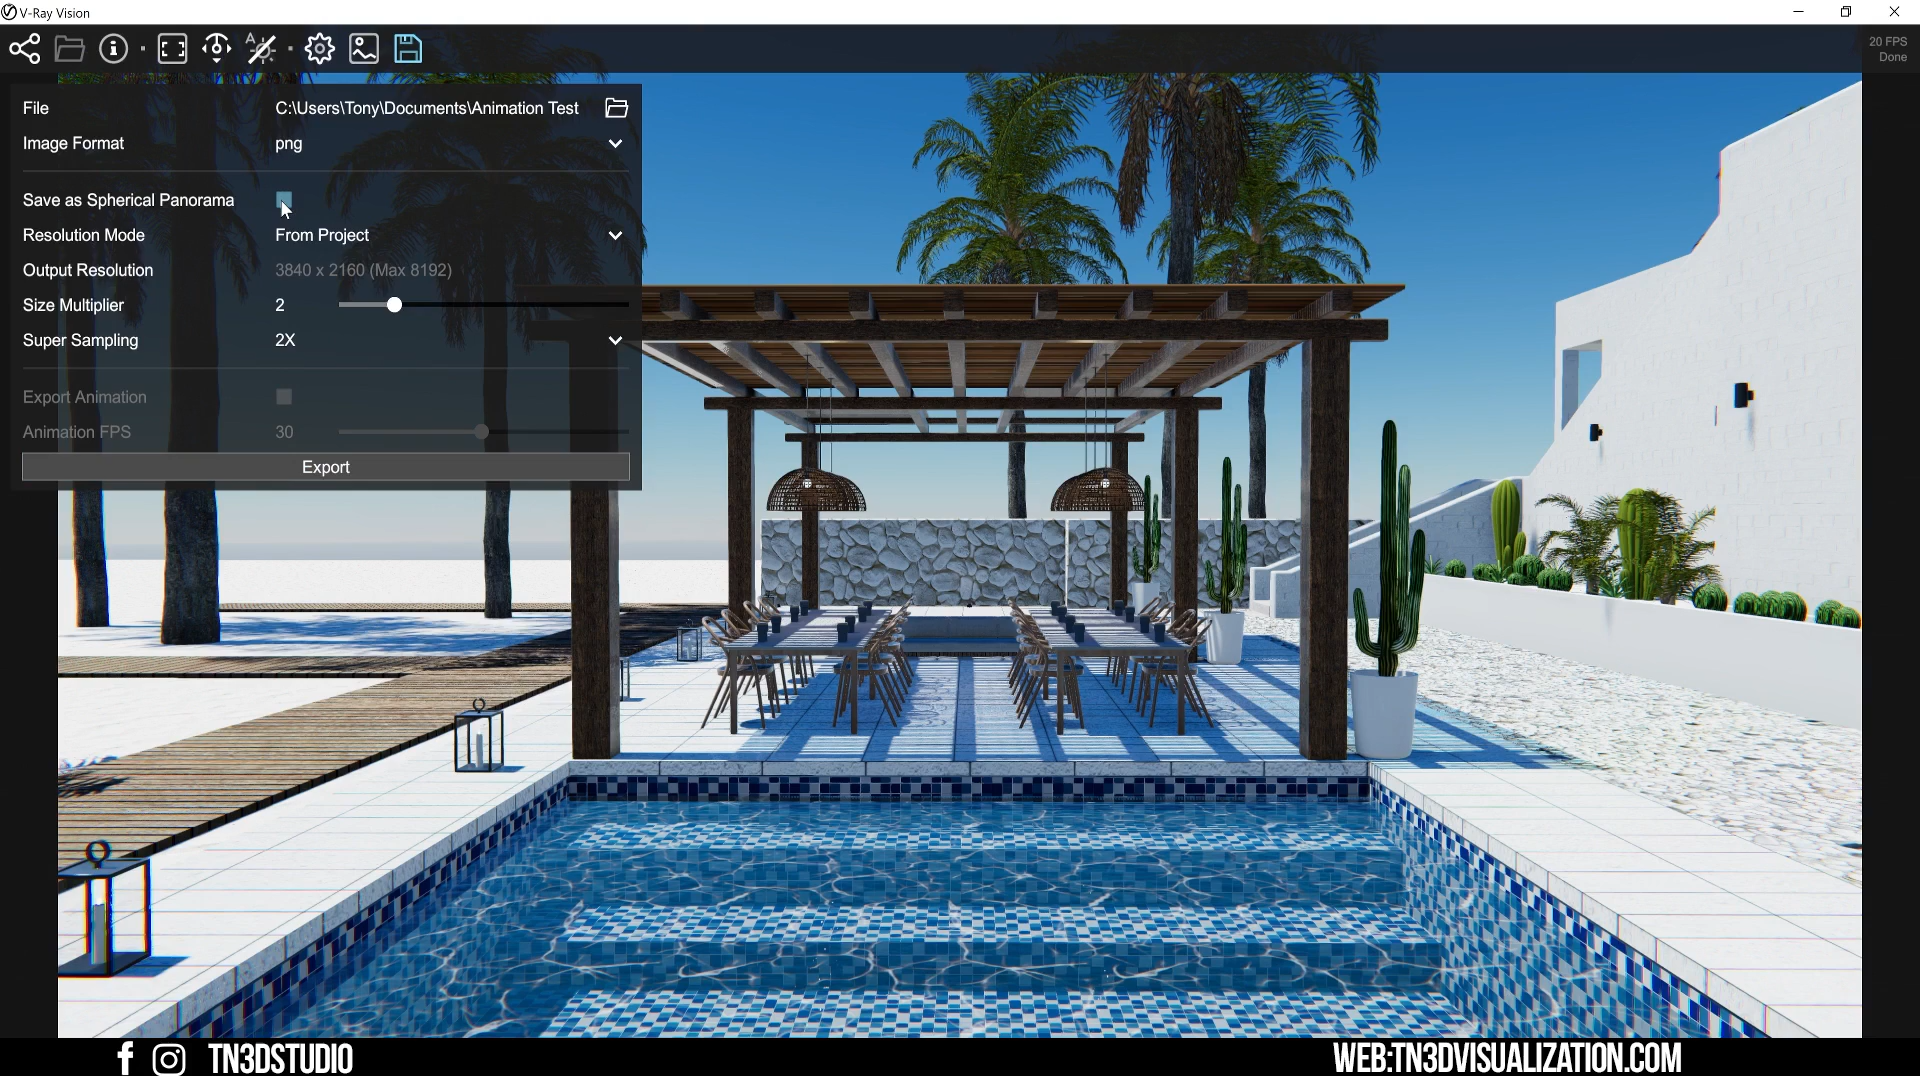 V-Ray Vision
20 FPS
Done
File C:\Users\Tony\Documents\Animation Test
Image Format png
Save as Spherical Panorama
Resolution Mode From Project
Output Resolution 3840 x 2160 (Max 8192)
Size Multiplier 2
Super Sampling 2X
Export Animation
Animation FPS 30
Export
TN3DSTUDIO
WEB:TN3DVISUALIZATION.COM